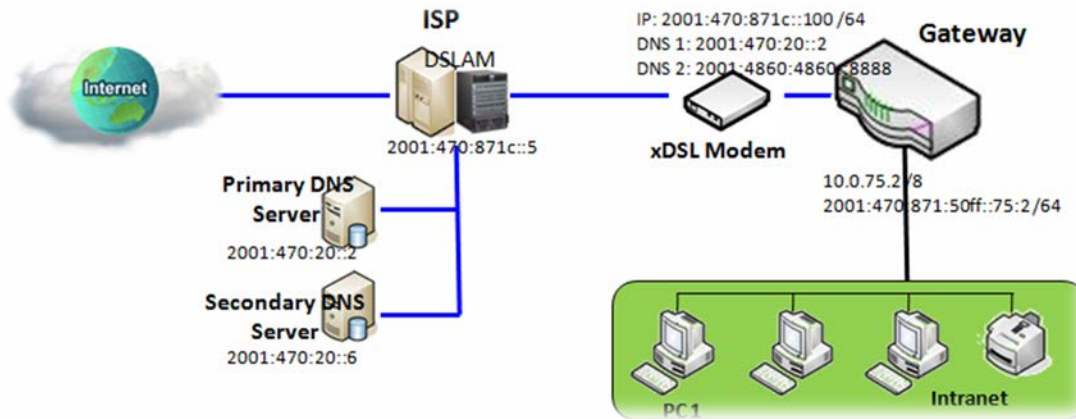 ISP
DSLAM
2001:470:871c::5
Internet
IP: 2001:470:871c::100 /64
DNS 1: 2001:470:20::2
DNS 2: 2001:4860:4860::8888
Gateway
xDSL Modem
10.0.75.2 /8
2001:470:871:50ff::75:2/64
Primary DNS
Server
2001:470:20::2
Secondary DNS
Server
2001:470:20::6
PC1
Intranet